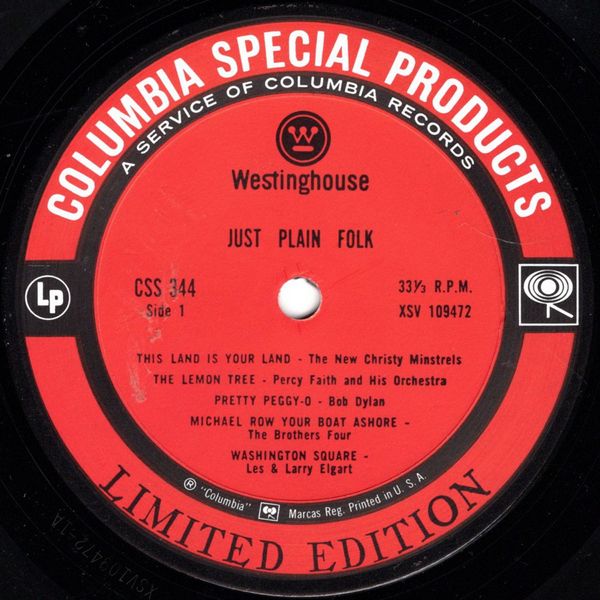 COLUMBIA SPECIAL PRODUCTS
A SERVICE OF COLUMBIA RECORDS
W
Westinghouse
JUST PLAIN FOLK
CSS 344
33⅓ R.P.M.
Side 1
XSV 109472
Lp
THIS LAND IS YOUR LAND - The New Christy Minstrels
THE LEMON TREE - Percy Faith and His Orchestra
PRETTY PEGGY-O - Bob Dylan
MICHAEL ROW YOUR BOAT ASHORE -
The Brothers Four
WASHINGTON SQUARE -
Les & Larry Elgart
® "Columbia" Marcas Reg. Printed in U. S. A.
LIMITED EDITION